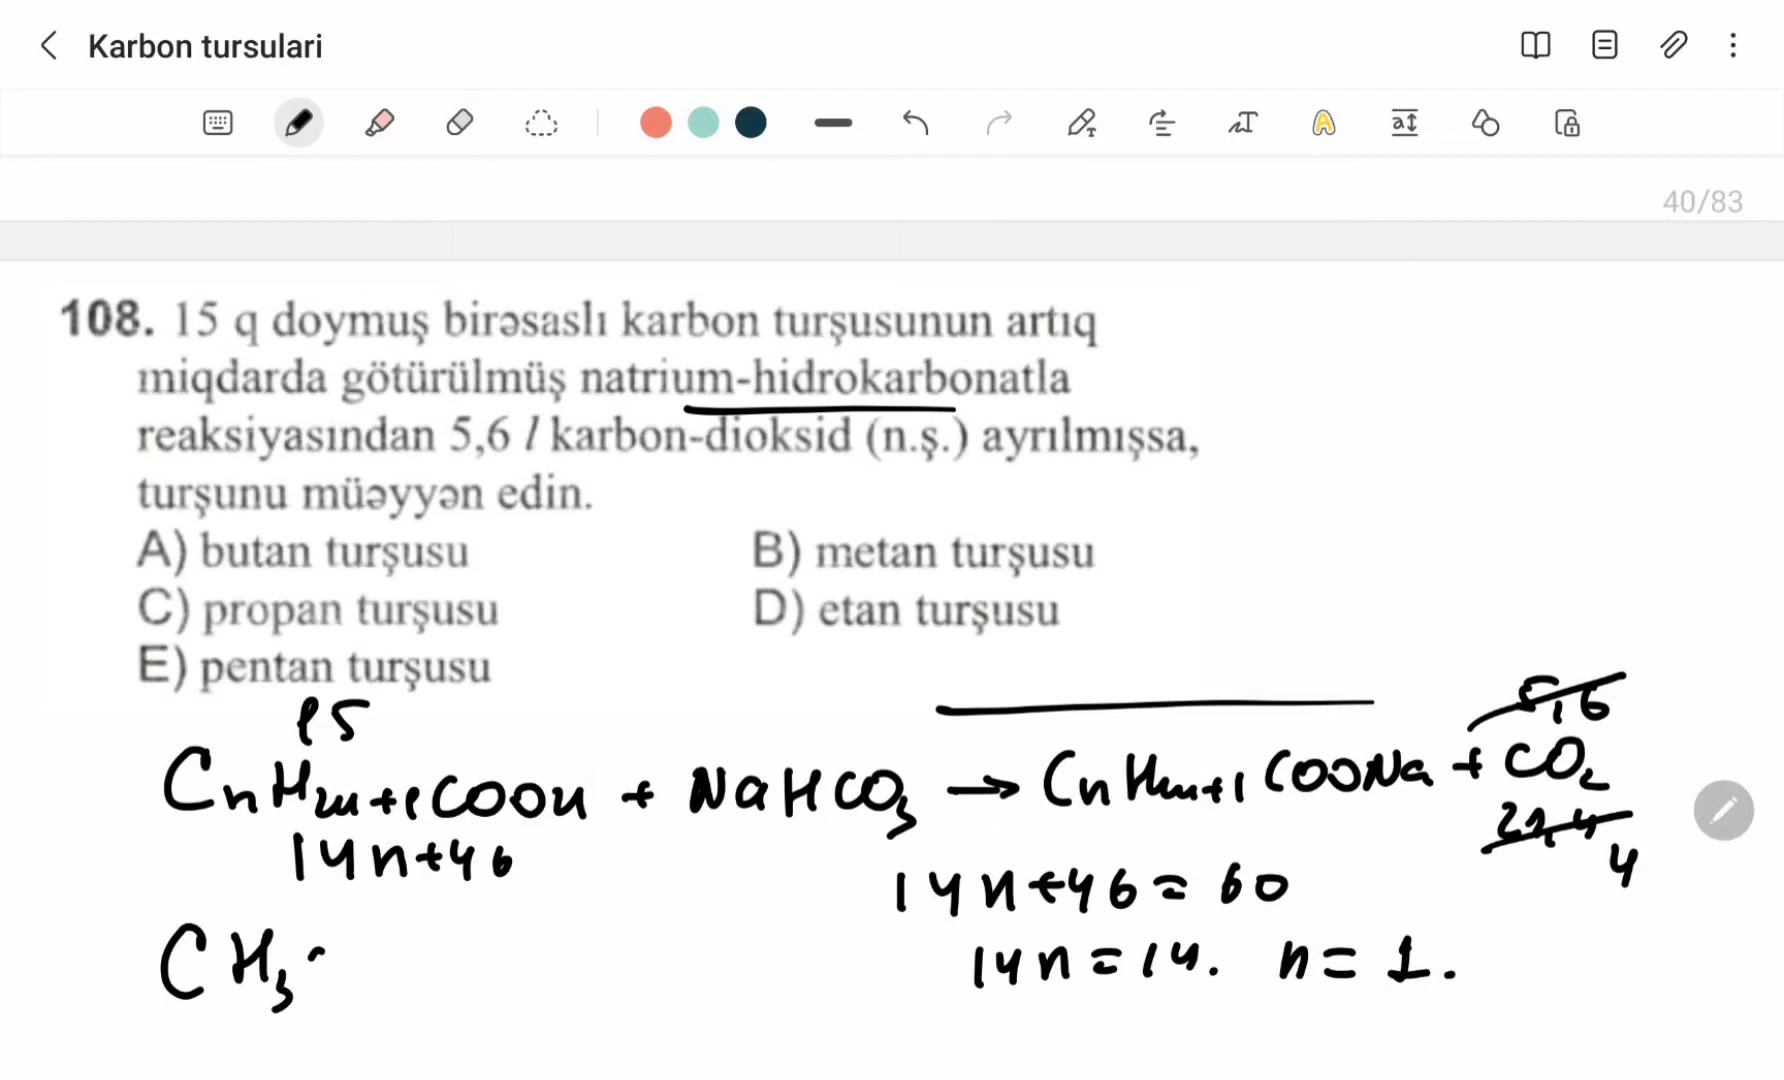 Karbon tursulari
40/83
108. 15 q doymuş birəsaslı karbon turşusunun artıq
miqdarda götürülmüş natrium-hidrokarbonatla
reaksiyasından 5,6 l karbon-dioksid (n.ş.) ayrılmışsa,
turşunu müəyyən edin.
A) butan turşusu B) metan turşusu
C) propan turşusu D) etan turşusu
E) pentan turşusu
15 5,6
CnH2n+1COOH + NaHCO3 → CnH2n+1COONa + CO2
14n+46 22,4
4
14n+46=60
CH3-
14n=14. n=1.